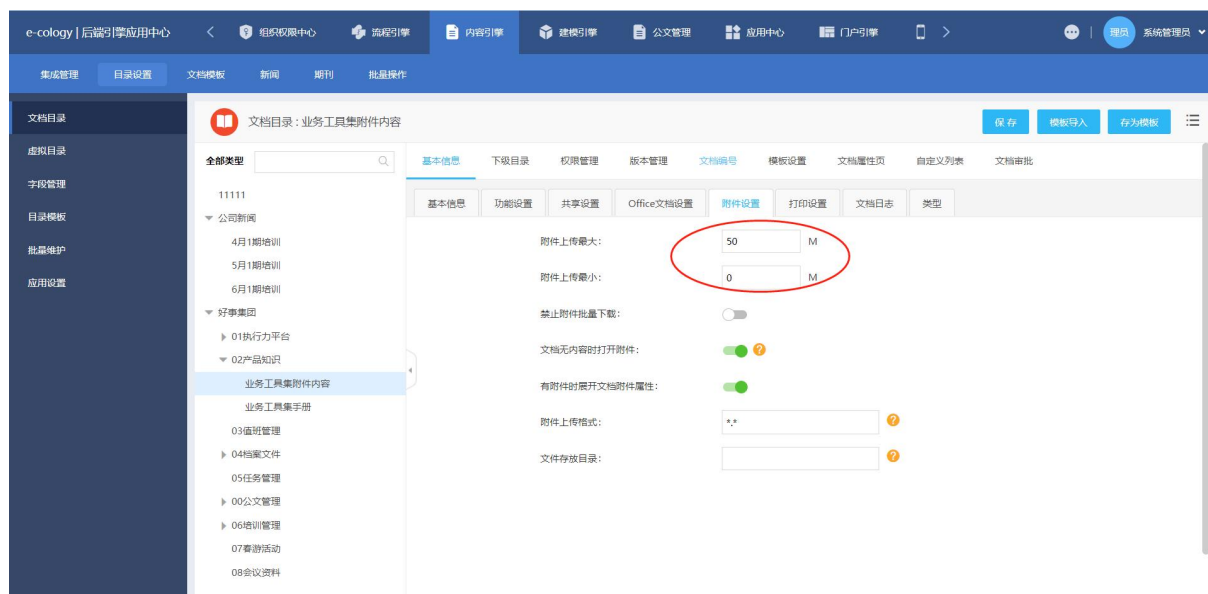 e-cology | 后端引擎应用中心 组织权限中心 流程引擎 内容引擎 建模引擎 公文管理 应用中心 门户引擎 理员 系统管理员
集成管理 目录设置 文档模板 新闻 期刊 批量操作
文档目录
虚拟目录
字段管理
目录模板
批量维护
应用设置
文档目录 : 业务工具集附件内容 保存 模板导入 存为模板
全部类型
11111
公司新闻
4月1期培训
5月1期培训
6月1期培训
好事集团
01执行力平台
02产品知识
业务工具集附件内容
业务工具集手册
03值班管理
04档案文件
05任务管理
00公文管理
06培训管理
07春游活动
08会议资料
基本信息 下级目录 权限管理 版本管理 文档编号 模板设置 文档属性页 自定义列表 文档审批
基本信息 功能设置 共享设置 Office文档设置 附件设置 打印设置 文档日志 类型
附件上传最大: 50 M
附件上传最小: 0 M
禁止附件批量下载:
文档无内容时打开附件: ?
有附件时展开文档附件属性:
附件上传格式: *.* ?
文件存放目录: ?